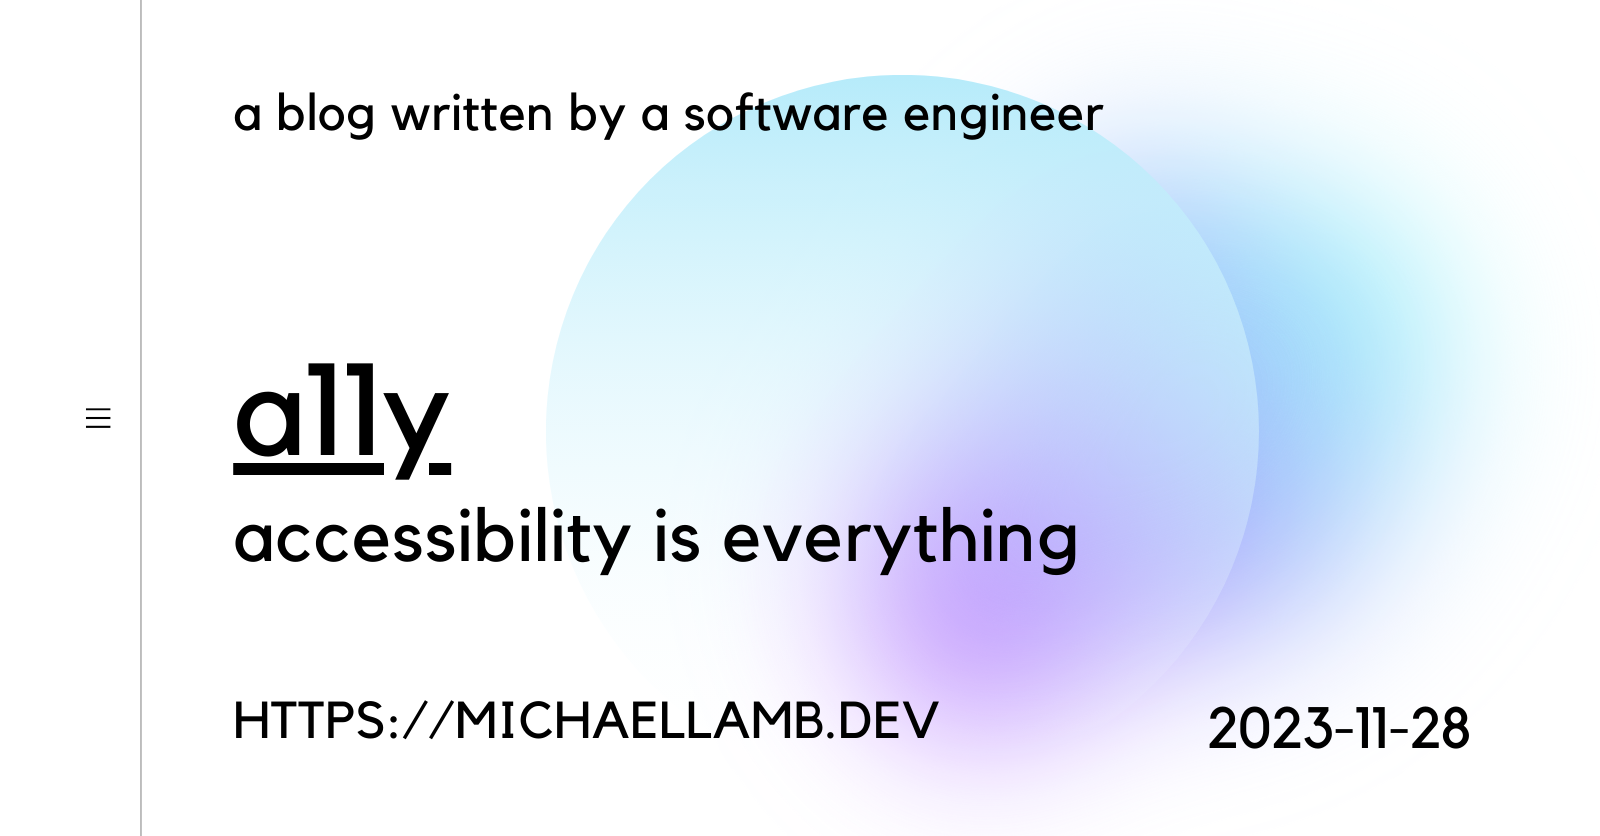 a blog written by a software engineer
a11y
accessibility is everything
HTTPS://MICHAELLAMB.DEV
2023-11-28